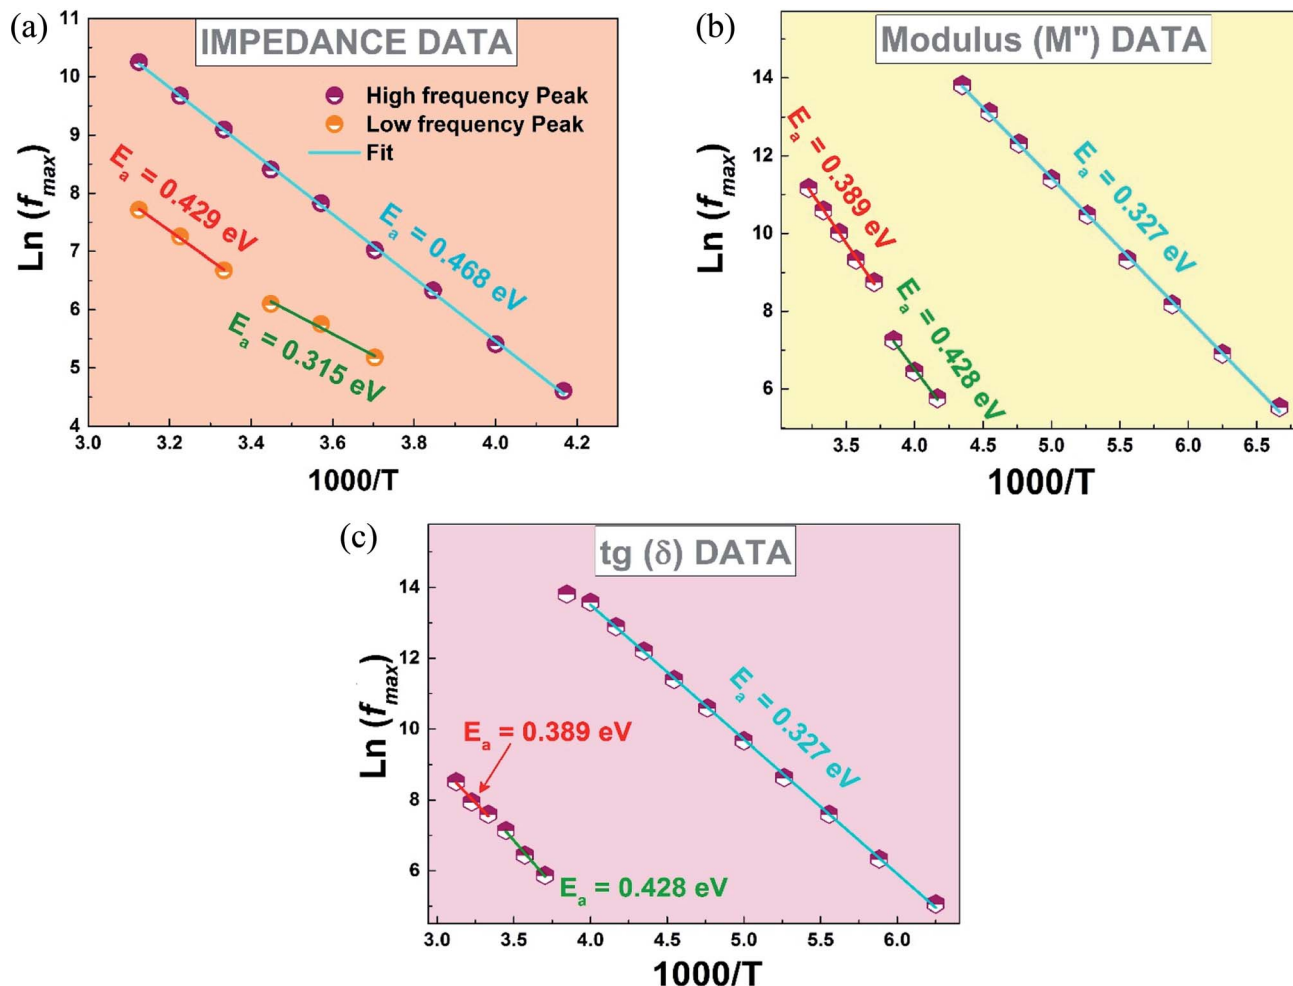 (a)
IMPEDANCE DATA
High frequency Peak
Low frequency Peak
Fit
Ea = 0.429 eV
Ea = 0.468 eV
Ea = 0.315 eV
Ln (fmax)
11
10
9
8
7
6
5
4
3.0 3.2 3.4 3.6 3.8 4.0 4.2
1000/T
(b)
Modulus (M") DATA
Ea = 0.389 eV
Ea = 0.327 eV
Ea = 0.428 eV
Ln (fmax)
14
12
10
8
6
3.5 4.0 4.5 5.0 5.5 6.0 6.5
1000/T
(c)
tg (δ) DATA
Ea = 0.327 eV
Ea = 0.389 eV
Ea = 0.428 eV
Ln (fmax)
14
12
10
8
6
3.0 3.5 4.0 4.5 5.0 5.5 6.0
1000/T